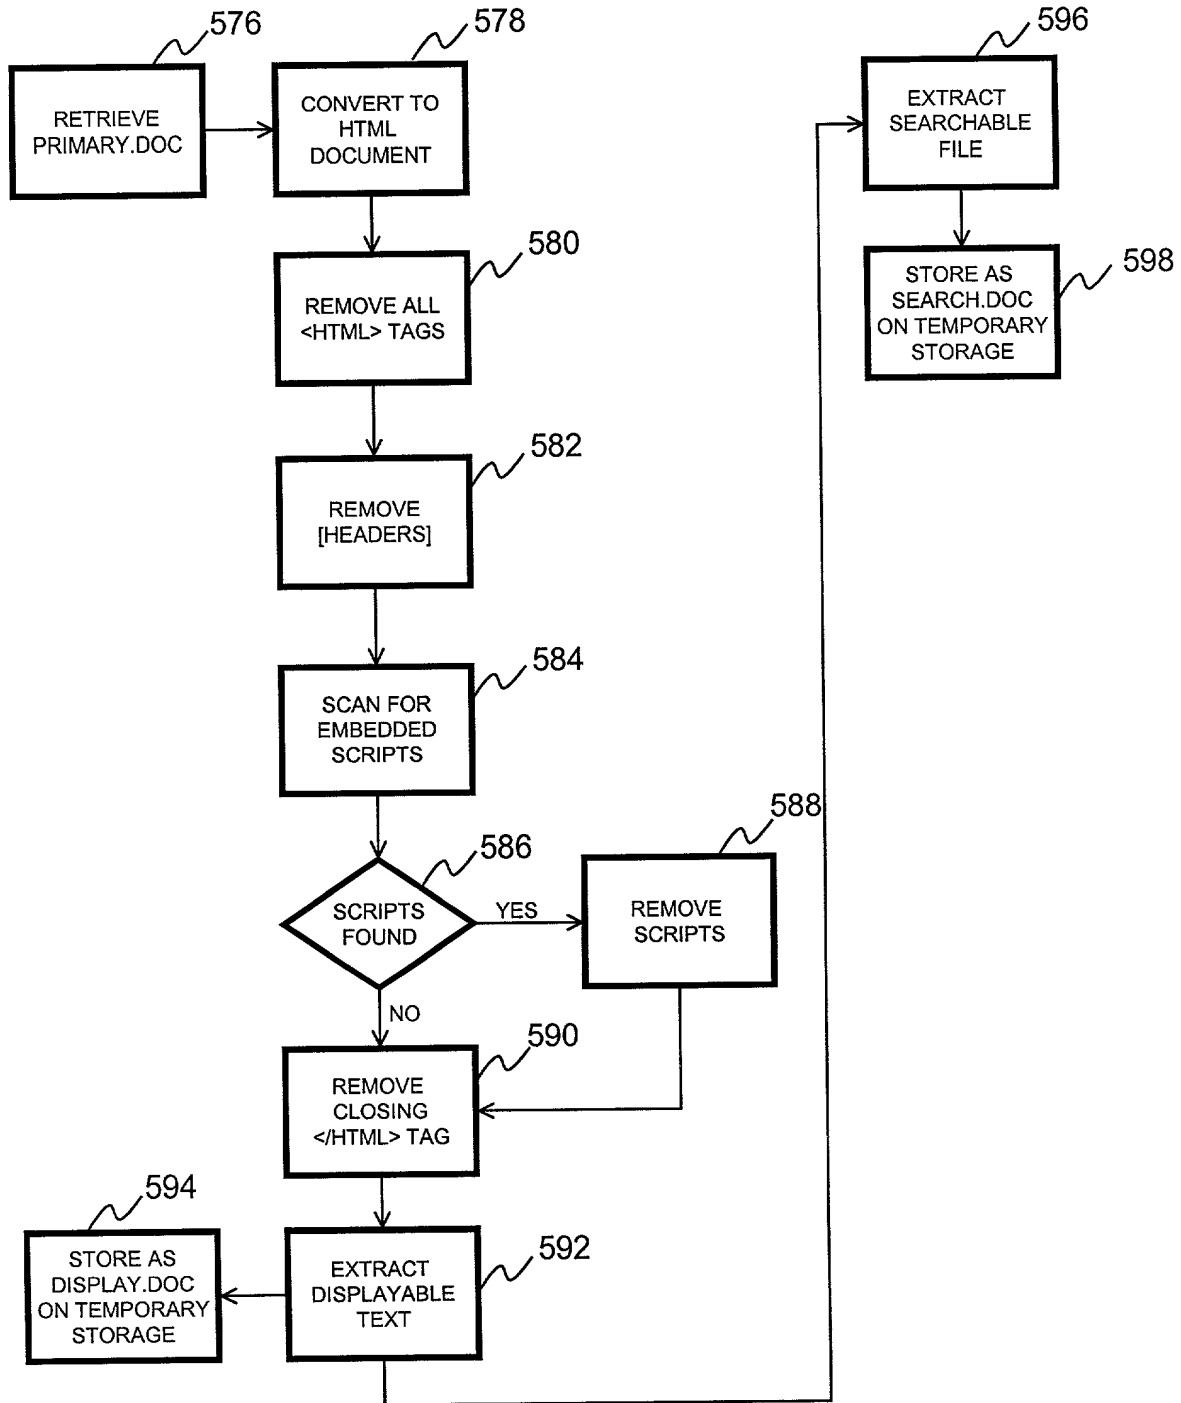 576
RETRIEVE
PRIMARY.DOC
578
CONVERT TO
HTML
DOCUMENT
580
REMOVE ALL
<HTML> TAGS
582
REMOVE
[HEADERS]
584
SCAN FOR
EMBEDDED
SCRIPTS
586
SCRIPTS
FOUND
YES
NO
588
REMOVE
SCRIPTS
590
REMOVE
CLOSING
</HTML> TAG
592
EXTRACT
DISPLAYABLE
TEXT
594
STORE AS
DISPLAY.DOC
ON TEMPORARY
STORAGE
596
EXTRACT
SEARCHABLE
FILE
598
STORE AS
SEARCH.DOC
ON TEMPORARY
STORAGE